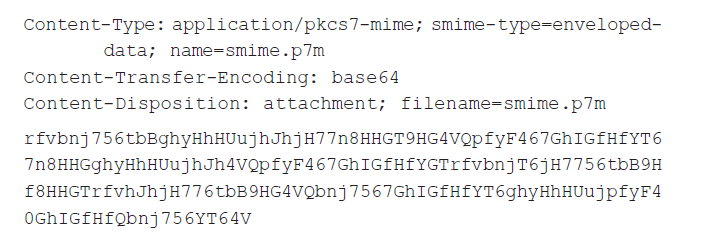 Content-Type: application/pkcs7-mime; smime-type=enveloped-
data; name=smime.p7m
Content-Transfer-Encoding: base64
Content-Disposition: attachment; filename=smime.p7m
rfvbnj756tbBghyHhHUujhJhjH77n8HHGT9HG4VQpfyF467GhIGfHfYT6
7n8HHGghyHhHUujhJh4VQpfyF467GhIGfHfYGTrfvbnjT6jH7756tbB9H
f8HHGTrfvhJhjH776tbB9HG4VQbnj7567GhIGfHfYT6ghyHhHUujpfyF4
0GhIGfHfQbnj756YT64V